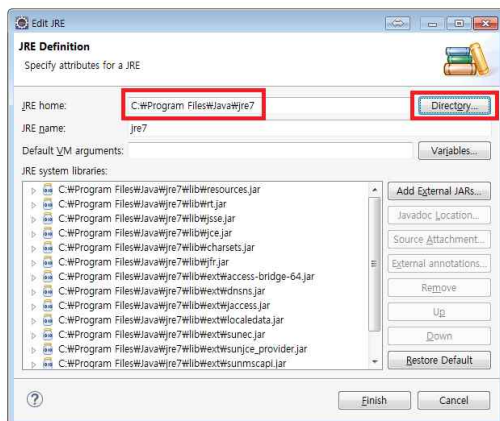 Edit JRE
JRE Definition
Specify attributes for a JRE
JRE home: C:₩Program Files₩Java₩jre7 Directory...
JRE name: jre7
Default VM arguments: Variables...
JRE system libraries:
C:₩Program Files₩Java₩jre7₩lib₩resources.jar
C:₩Program Files₩Java₩jre7₩lib₩rt.jar
C:₩Program Files₩Java₩jre7₩lib₩jsse.jar
C:₩Program Files₩Java₩jre7₩lib₩jce.jar
C:₩Program Files₩Java₩jre7₩lib₩charsets.jar
C:₩Program Files₩Java₩jre7₩lib₩jfr.jar
C:₩Program Files₩Java₩jre7₩lib₩ext₩access-bridge-64.jar
C:₩Program Files₩Java₩jre7₩lib₩ext₩dnsns.jar
C:₩Program Files₩Java₩jre7₩lib₩ext₩jaccess.jar
C:₩Program Files₩Java₩jre7₩lib₩ext₩localedata.jar
C:₩Program Files₩Java₩jre7₩lib₩ext₩sunec.jar
C:₩Program Files₩Java₩jre7₩lib₩ext₩sunjce_provider.jar
C:₩Program Files₩Java₩jre7₩lib₩ext₩sunmscapi.jar
Add External JARs...
Javadoc Location...
Source Attachment...
External annotations...
Remove
Up
Down
Restore Default
? Finish Cancel